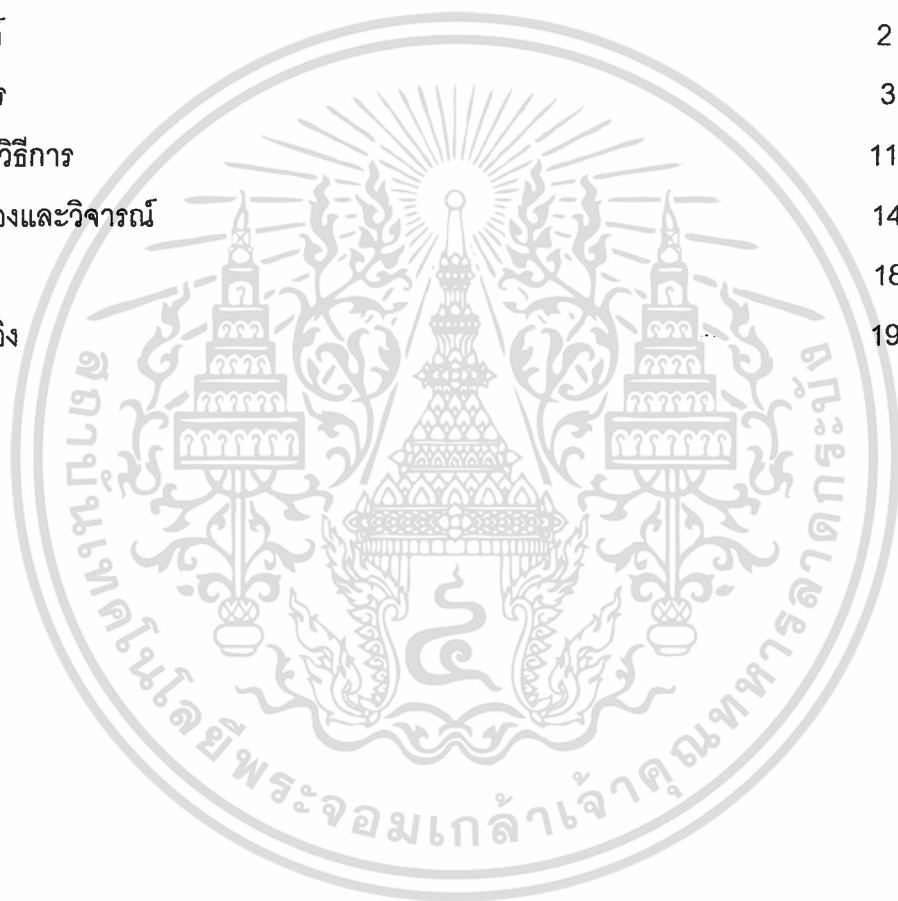 ์ 2
ร 3
วิธีการ 11
องและวิจารณ์ 14
18
อิง 19
สถาบันเทคโนโลยีพระจอมเกล้าเจ้าคุณทหารลาดกระบัง
๔